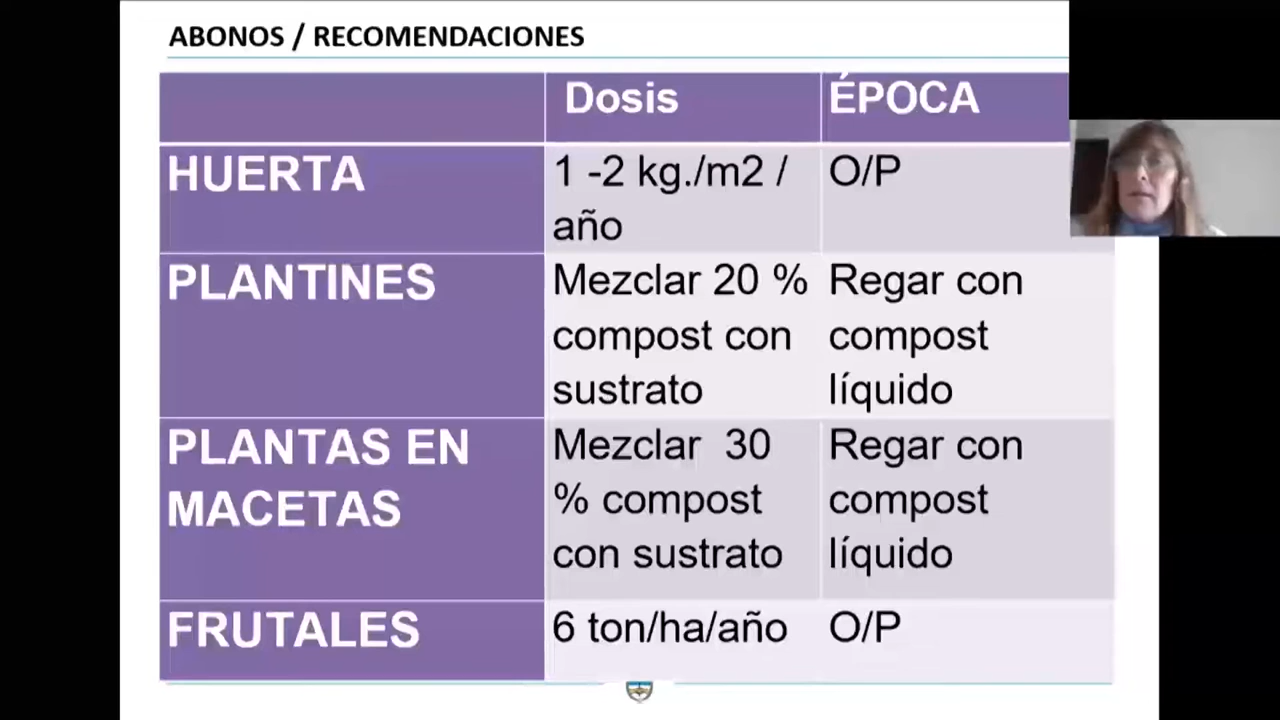 ABONOS / RECOMENDACIONES
Dosis ÉPOCA
HUERTA
1 -2 kg./m2 /
año
O/P
PLANTINES
Mezclar 20 %
compost con
sustrato
Regar con
compost
líquido
PLANTAS EN
MACETAS
Mezclar 30
% compost
con sustrato
Regar con
compost
líquido
FRUTALES
6 ton/ha/año
O/P